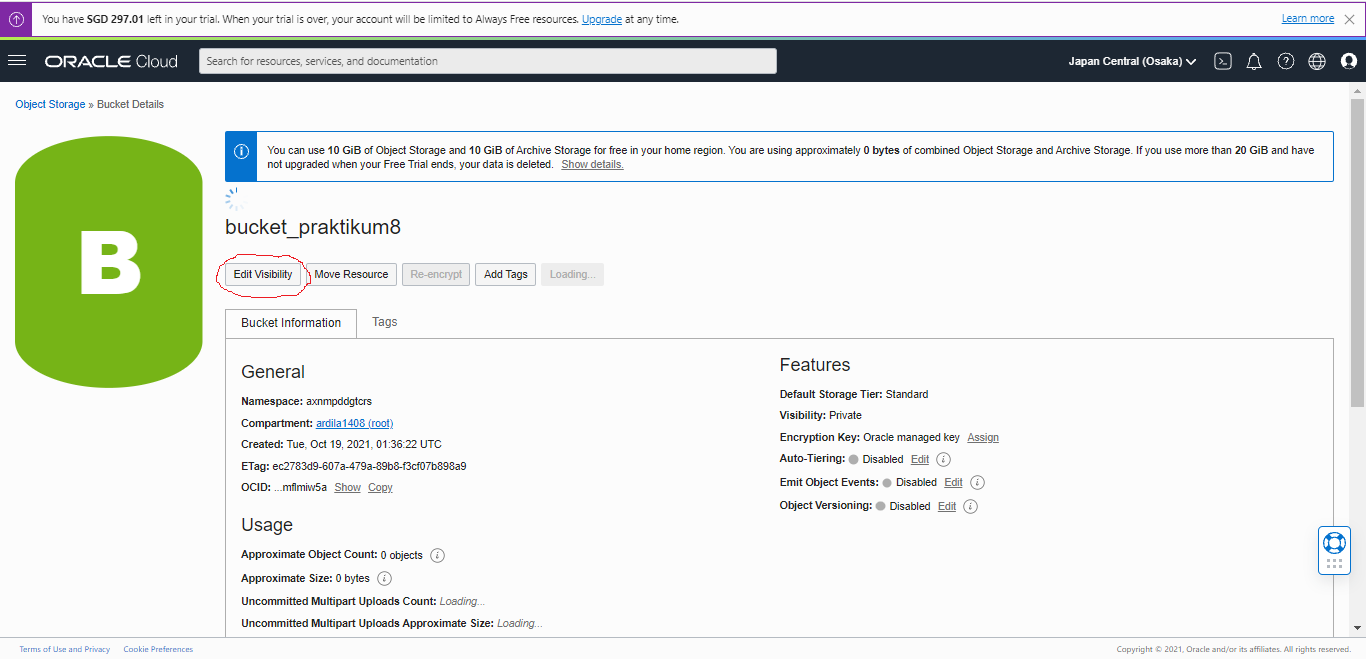 You have SGD 297.01 left in your trial. When your trial is over, your account will be limited to Always Free resources. Upgrade at any time.
Learn more
ORACLE Cloud
Search for resources, services, and documentation
Japan Central (Osaka)
Object Storage » Bucket Details
B
You can use 10 GiB of Object Storage and 10 GiB of Archive Storage for free in your home region. You are using approximately 0 bytes of combined Object Storage and Archive Storage. If you use more than 20 GiB and have
not upgraded when your Free Trial ends, your data is deleted. Show details.
bucket_praktikum8
Edit Visibility
Move Resource
Re-encrypt
Add Tags
Loading...
Bucket Information
Tags
General
Namespace: axnmpddgtcrs
Compartment: ardila1408 (root)
Created: Tue, Oct 19, 2021, 01:36:22 UTC
ETag: ec2783d9-607a-479a-89b8-f3cf07b898a9
OCID: ...mflmiw5a Show Copy
Usage
Approximate Object Count: 0 objects
Approximate Size: 0 bytes
Uncommitted Multipart Uploads Count: Loading...
Uncommitted Multipart Uploads Approximate Size: Loading...
Features
Default Storage Tier: Standard
Visibility: Private
Encryption Key: Oracle managed key Assign
Auto-Tiering: Disabled Edit
Emit Object Events: Disabled Edit
Object Versioning: Disabled Edit
Terms of Use and Privacy
Cookie Preferences
Copyright © 2021, Oracle and/or its affiliates. All rights reserved.